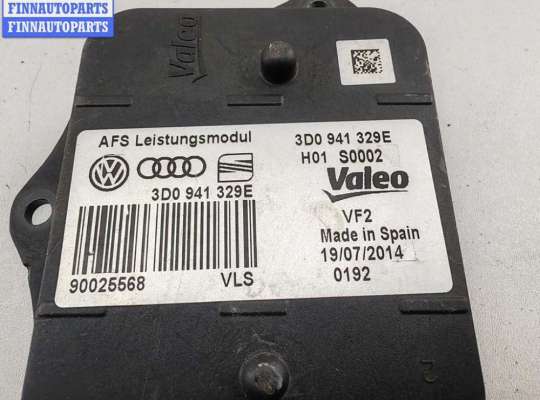 FINNAUTOPARTS
FINNAUTOPARTS
Valeo
AFS Leistungsmodul
3D0 941 329E
H01 S0002
3D0 941 329E
Valeo
VF2
Made in Spain
19/07/2014
0192
90025568
VLS